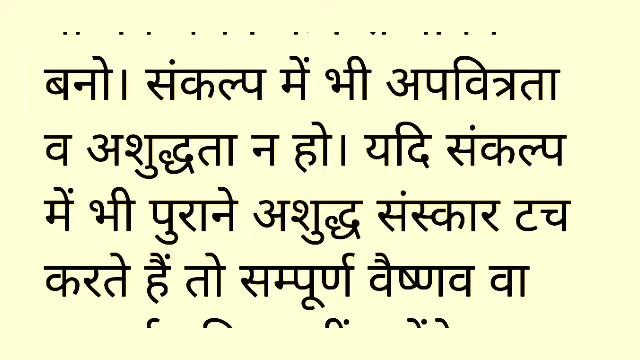 बनो। संकल्प में भी अपवित्रता
व अशुद्धता न हो। यदि संकल्प
में भी पुराने अशुद्ध संस्कार टच
करते हैं तो सम्पूर्ण वैष्णव वा